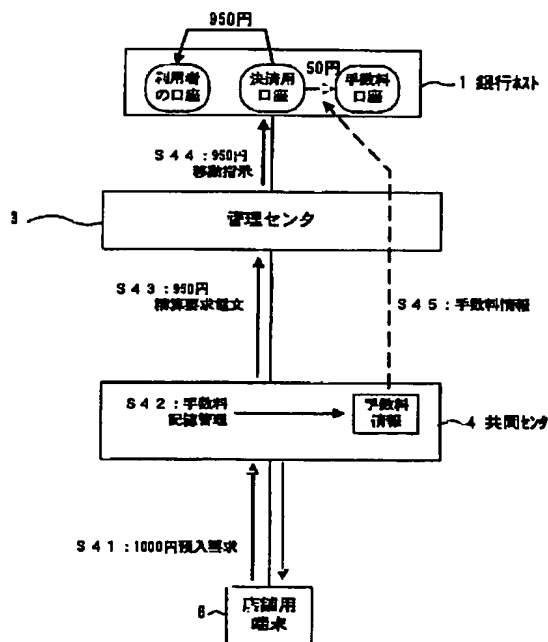 950円
利用者
の口座
決済用
口座
50円
手数料
口座
1 銀行ホスト
S44:950円
移動指示
3
管理センタ
S43:950円
精算要求電文
S45:手数料情報
S42:手数料
記憶管理
手数料
情報
4 共同センタ
S41:1000円預入要求
6
店舗用
端末